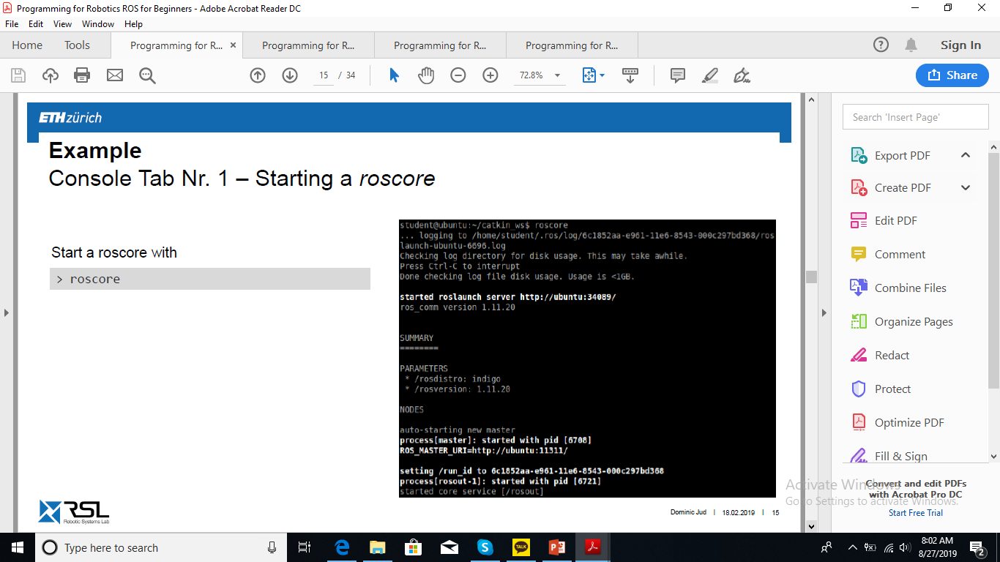 Programming for Robotics ROS for Beginners - Adobe Acrobat Reader DC
File Edit View Window Help
Home Tools Programming for R... × Programming for R... Programming for R... Programming for R... Sign In
15 / 34 72.8% Share
ETHzürich
Example
Console Tab Nr. 1 – Starting a roscore
Start a roscore with
> roscore
student@ubuntu:~/catkin_ws$ roscore
... logging to /home/student/.ros/log/6c1852aa-e961-11e6-8543-000c297bd368/ros
launch-ubuntu-6696.log
Checking log directory for disk usage. This may take awhile.
Press Ctrl-C to interrupt
Done checking log file disk usage. Usage is <1GB.
started roslaunch server http://ubuntu:34089/
ros_comm version 1.11.20
SUMMARY
========
PARAMETERS
* /rosdistro: indigo
* /rosversion: 1.11.20
NODES
auto-starting new master
process[master]: started with pid [6708]
ROS_MASTER_URI=http://ubuntu:11311/
setting /run_id to 6c1852aa-e961-11e6-8543-000c297bd368
process[rosout-1]: started with pid [6721]
started core service [/rosout]
RSL
Robotic Systems Lab
Dominic Jud | 18.02.2019 | 15
Search 'Insert Page'
Export PDF
Create PDF
Edit PDF
Comment
Combine Files
Organize Pages
Redact
Protect
Optimize PDF
Fill & Sign
Convert and edit PDFs
with Acrobat Pro DC
Start Free Trial
Activate Windows
Go to Settings to activate Windows.
Type here to search
TALK
8:02 AM
8/27/2019
2